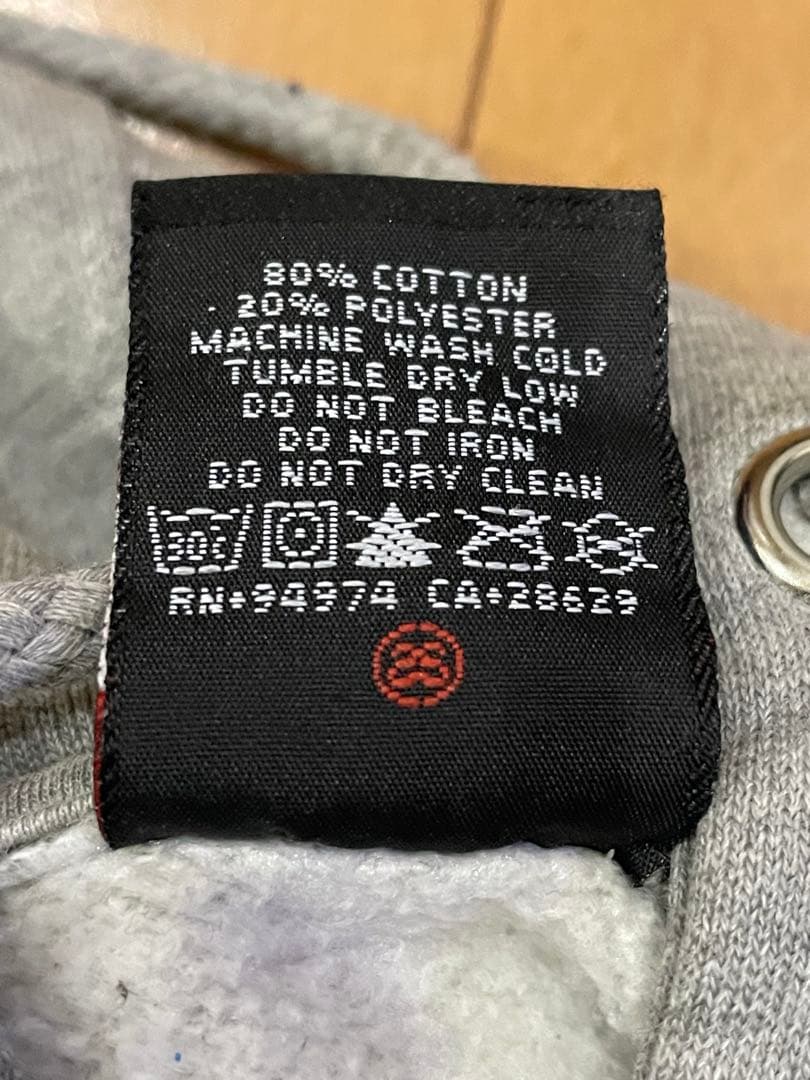 80% COTTON
20% POLYESTER
MACHINE WASH COLD
TUMBLE DRY LOW
DO NOT BLEACH
DO NOT IRON
DO NOT DRY CLEAN
30C
RN#94974 CA#28629